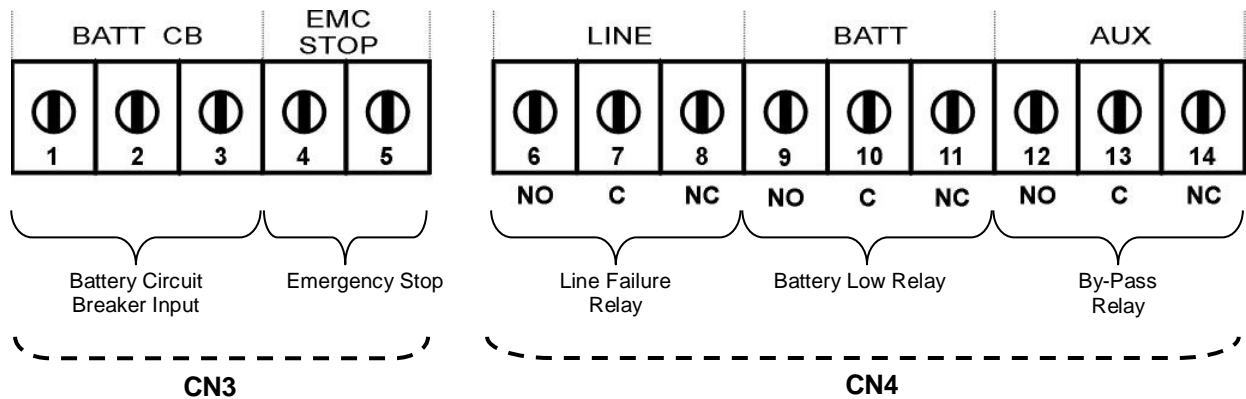 BATT CB EMC STOP LINE BATT AUX
1 2 3 4 5 6 7 8 9 10 11 12 13 14
NO C NC NO C NC NO C NC
Battery Circuit Breaker Input
Emergency Stop
Line Failure Relay
Battery Low Relay
By-Pass Relay
CN3 CN4